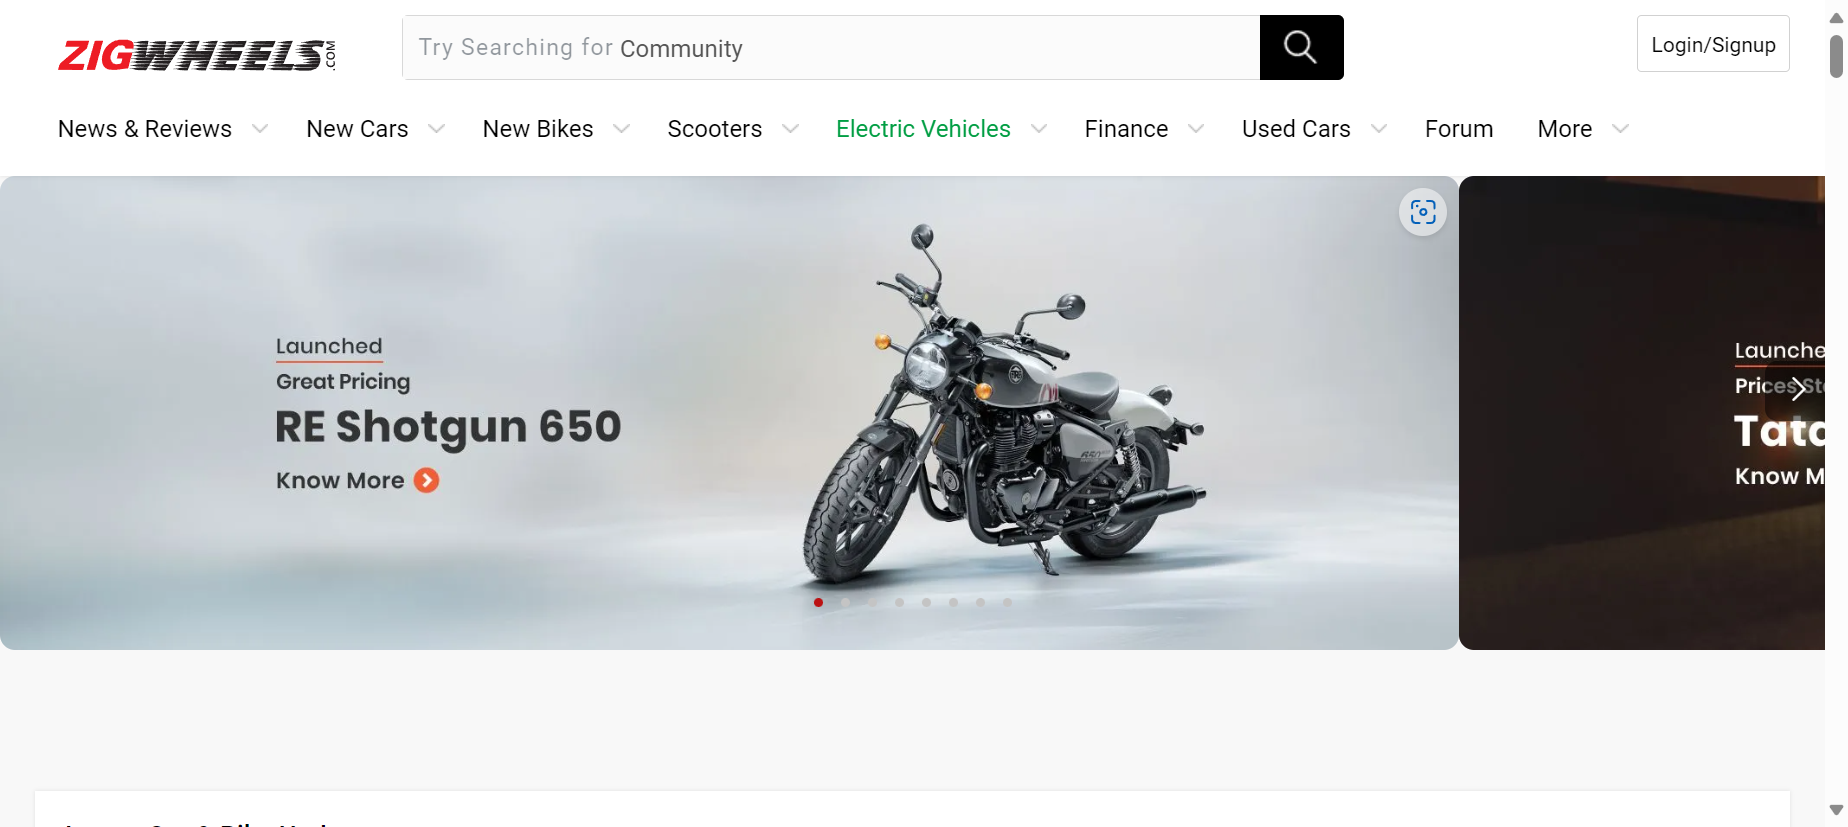 ZIGWHEELS.COM
Try Searching for Community
Login/Signup
News & Reviews
New Cars
New Bikes
Scooters
Electric Vehicles
Finance
Used Cars
Forum
More
Launched
Great Pricing
RE Shotgun 650
Know More
Launche
Prices St
Tata
Know M